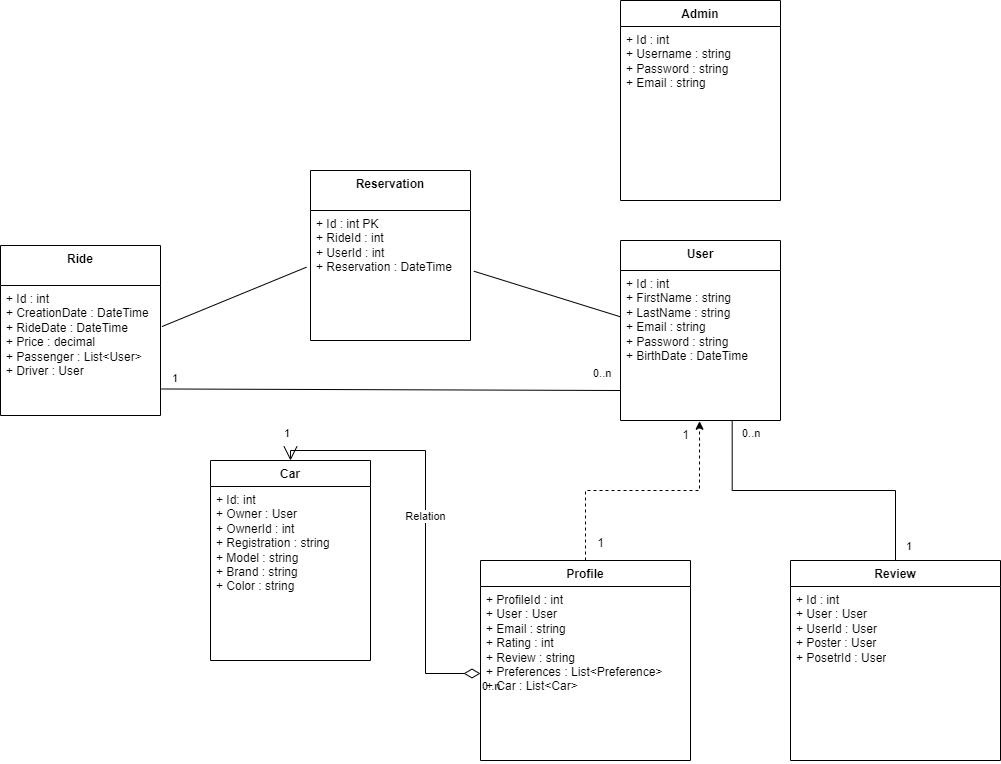 Admin
+ Id : int
+ Username : string
+ Password : string
+ Email : string
Reservation
+ Id : int PK
+ RideId : int
+ UserId : int
+ Reservation : DateTime
Ride
+ Id : int
+ CreationDate : DateTime
+ RideDate : DateTime
+ Price : decimal
+ Passenger : List<User>
+ Driver : User
User
+ Id : int
+ FirstName : string
+ LastName : string
+ Email : string
+ Password : string
+ BirthDate : DateTime
1
0..n
1
0..n
1
Car
+ Id: int
+ Owner : User
+ OwnerId : int
+ Registration : string
+ Model : string
+ Brand : string
+ Color : string
Relation
1
1
Profile
+ ProfileId : int
+ User : User
+ Email : string
+ Rating : int
+ Review : string
+ Preferences : List<Preference>
+ Car : List<Car>
0..n
Review
+ Id : int
+ User : User
+ UserId : User
+ Poster : User
+ PosetrId : User